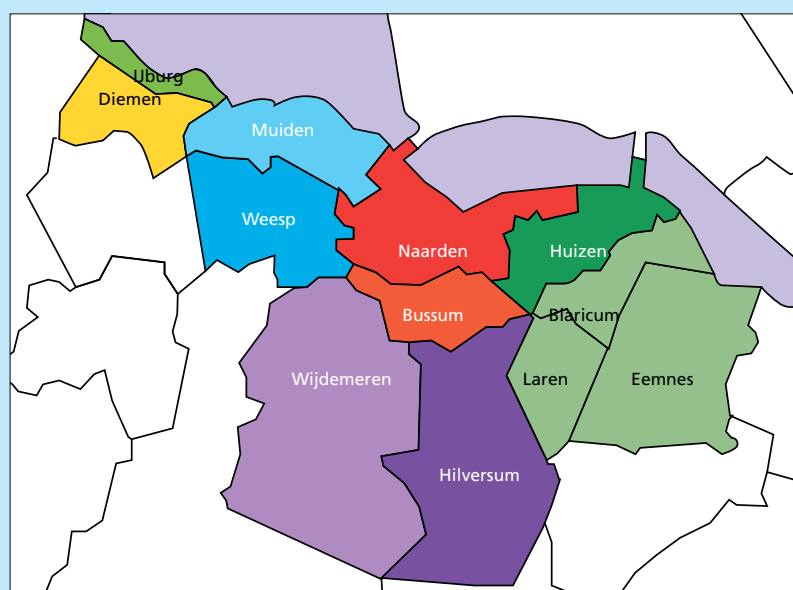 IJburg
Diemen
Muiden
Weesp
Naarden
Huizen
Bussum
Blaricum
Wijdemeren
Laren
Eemnes
Hilversum